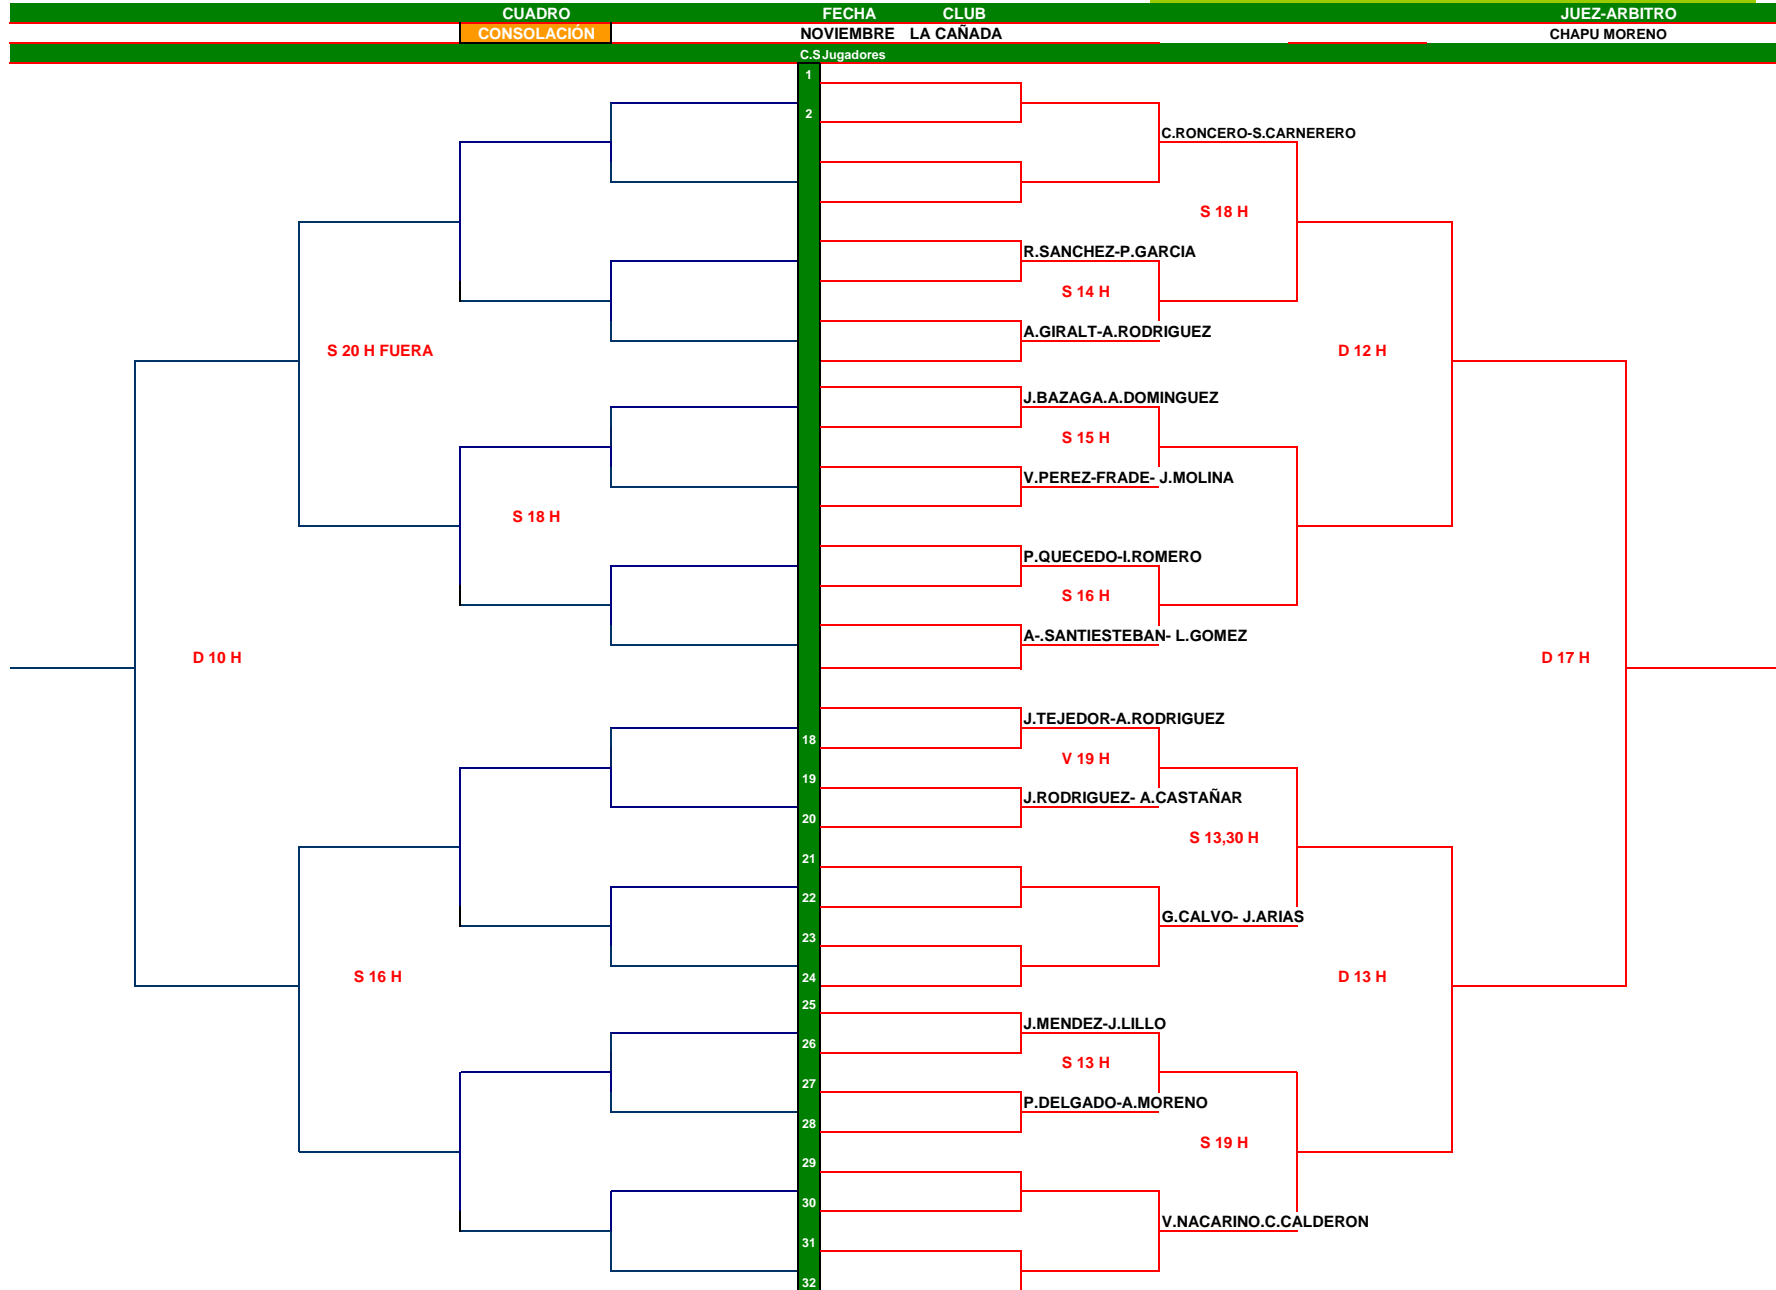 CUADRO FECHA CLUB JUEZ-ARBITRO
CONSOLACIÓN NOVIEMBRE LA CAÑADA CHAPU MORENO
C.S Jugadores
1
2
C.RONCERO-S.CARNERERO
S 18 H
R.SANCHEZ-P.GARCIA
S 14 H
A.GIRALT-A.RODRIGUEZ
S 20 H FUERA D 12 H
J.BAZAGA.A.DOMINGUEZ
S 15 H
V.PEREZ-FRADE- J.MOLINA
S 18 H
P.QUECEDO-I.ROMERO
S 16 H
A-.SANTIESTEBAN- L.GOMEZ
D 10 H D 17 H
J.TEJEDOR-A.RODRIGUEZ
18
V 19 H
19
J.RODRIGUEZ- A.CASTAÑAR
20
S 13,30 H
21
22
G.CALVO- J.ARIAS
23
S 16 H 24 D 13 H
25
J.MENDEZ-J.LILLO
26
S 13 H
27
P.DELGADO-A.MORENO
28
S 19 H
29
30
V.NACARINO.C.CALDERON
31
32